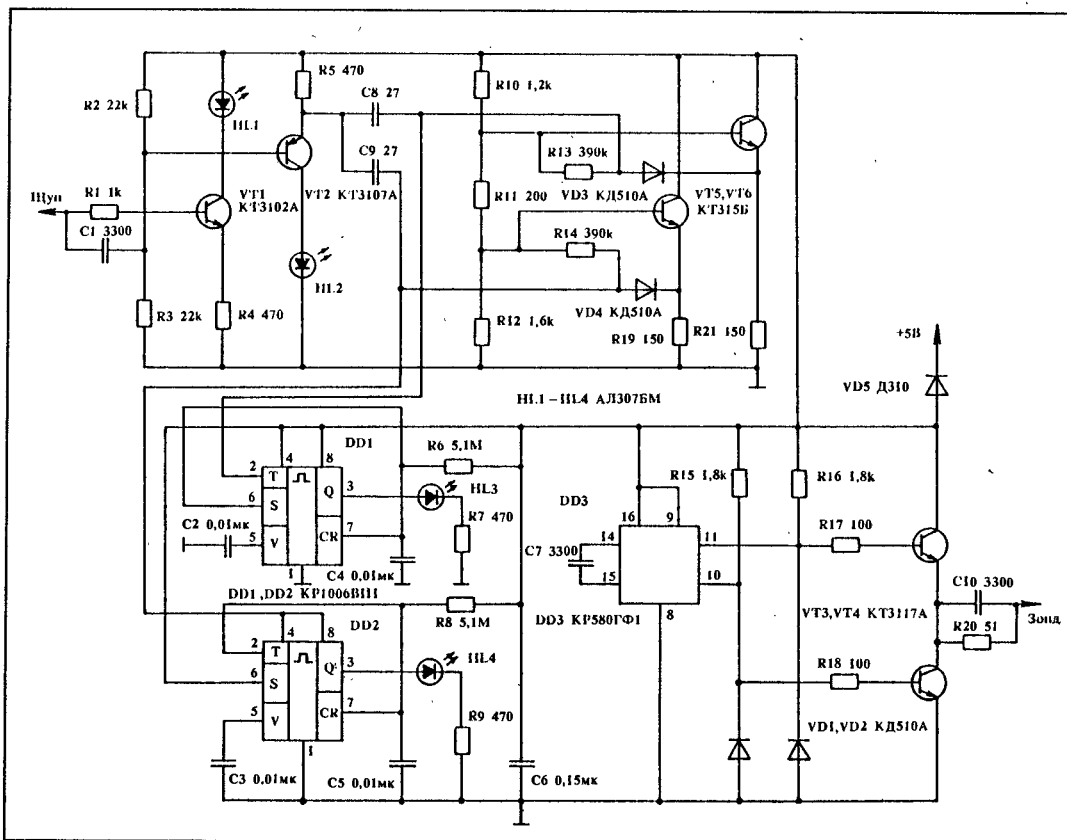 R5 470
R10 1,2k
C8 27
R2 22k
HL1
R13 390k
C9 27
R1 1k
Щуп
VT1
КТ3102А
VT2 КТ3107А
R11 200
VD3 КД510А
VT5,VT6
КТ315Б
C1 3300
R14 390k
HL2
R3 22k
R4 470
R12 1,6k
VD4 КД510А
R19 150
R21 150
+5В
VD5 Д310
HL1 – HL4 АЛ307БМ
DD1
4
8
2
T
Q
3
R6 5,1М
HL3
6
S
R7 470
C2 0,01мк
5
V
CR
7
1
C4 0,01мк
DD1,DD2 КР1006ВИ1
R15 1,8k
R16 1,8k
DD3
16
9
R17 100
14
11
C7 3300
15
10
8
DD3 КР580ГФ1
VT3,VT4 КТ3117А
C10 3300
Зонд
R20 51
R18 100
VD1,VD2 КД510А
DD2
R8 5,1М
4
8
2
T
Q
3
HL4
6
S
5
V
CR
7
R9 470
1
C3 0,01мк
C5 0,01мк
C6 0,15мк